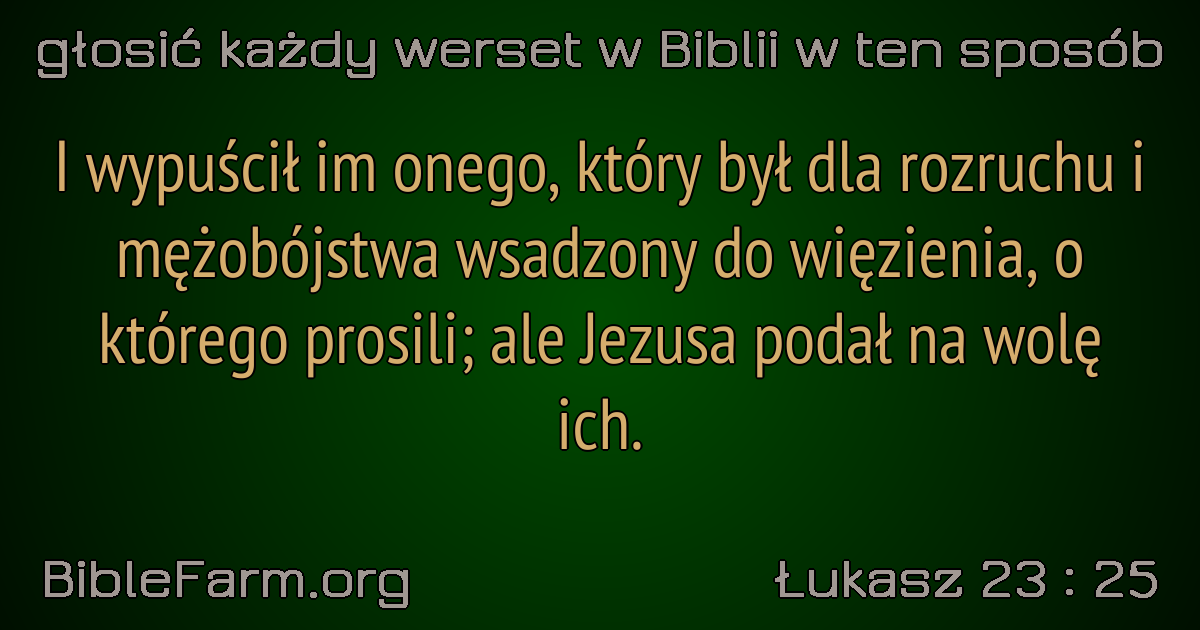 głosić każdy werset w Biblii w ten sposób
I wypuścił im onego, który był dla rozruchu i
mężobójstwa wsadzony do więzienia, o
którego prosili; ale Jezusa podał na wolę
ich.
BibleFarm.org
Łukasz 23 : 25